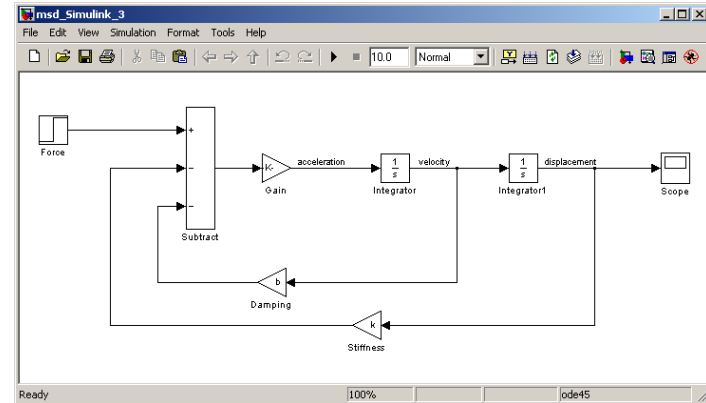 msd_Simulink_3
File Edit View Simulation Format Tools Help
10.0 Normal
Force
+
−
−
Subtract
-K-
Gain
acceleration
1
s
Integrator
velocity
1
s
Integrator1
displacement
Scope
b
Damping
k
Stiffness
Ready 100% ode45